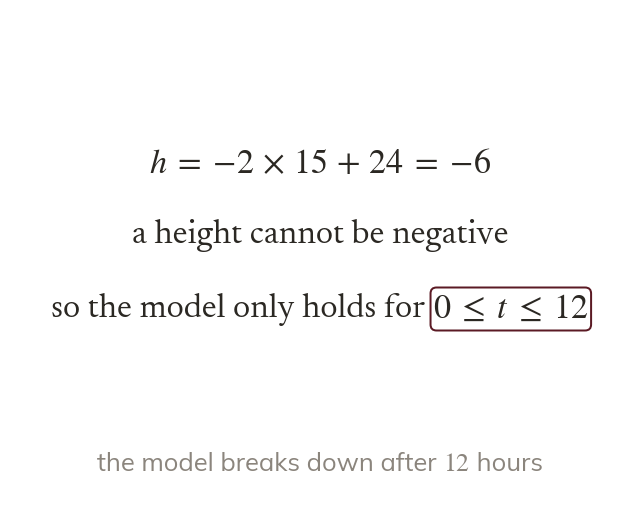 h = −2 × 15 + 24 = −6
a height cannot be negative
so the model only holds for 0 ≤ t ≤ 12
the model breaks down after 12 hours